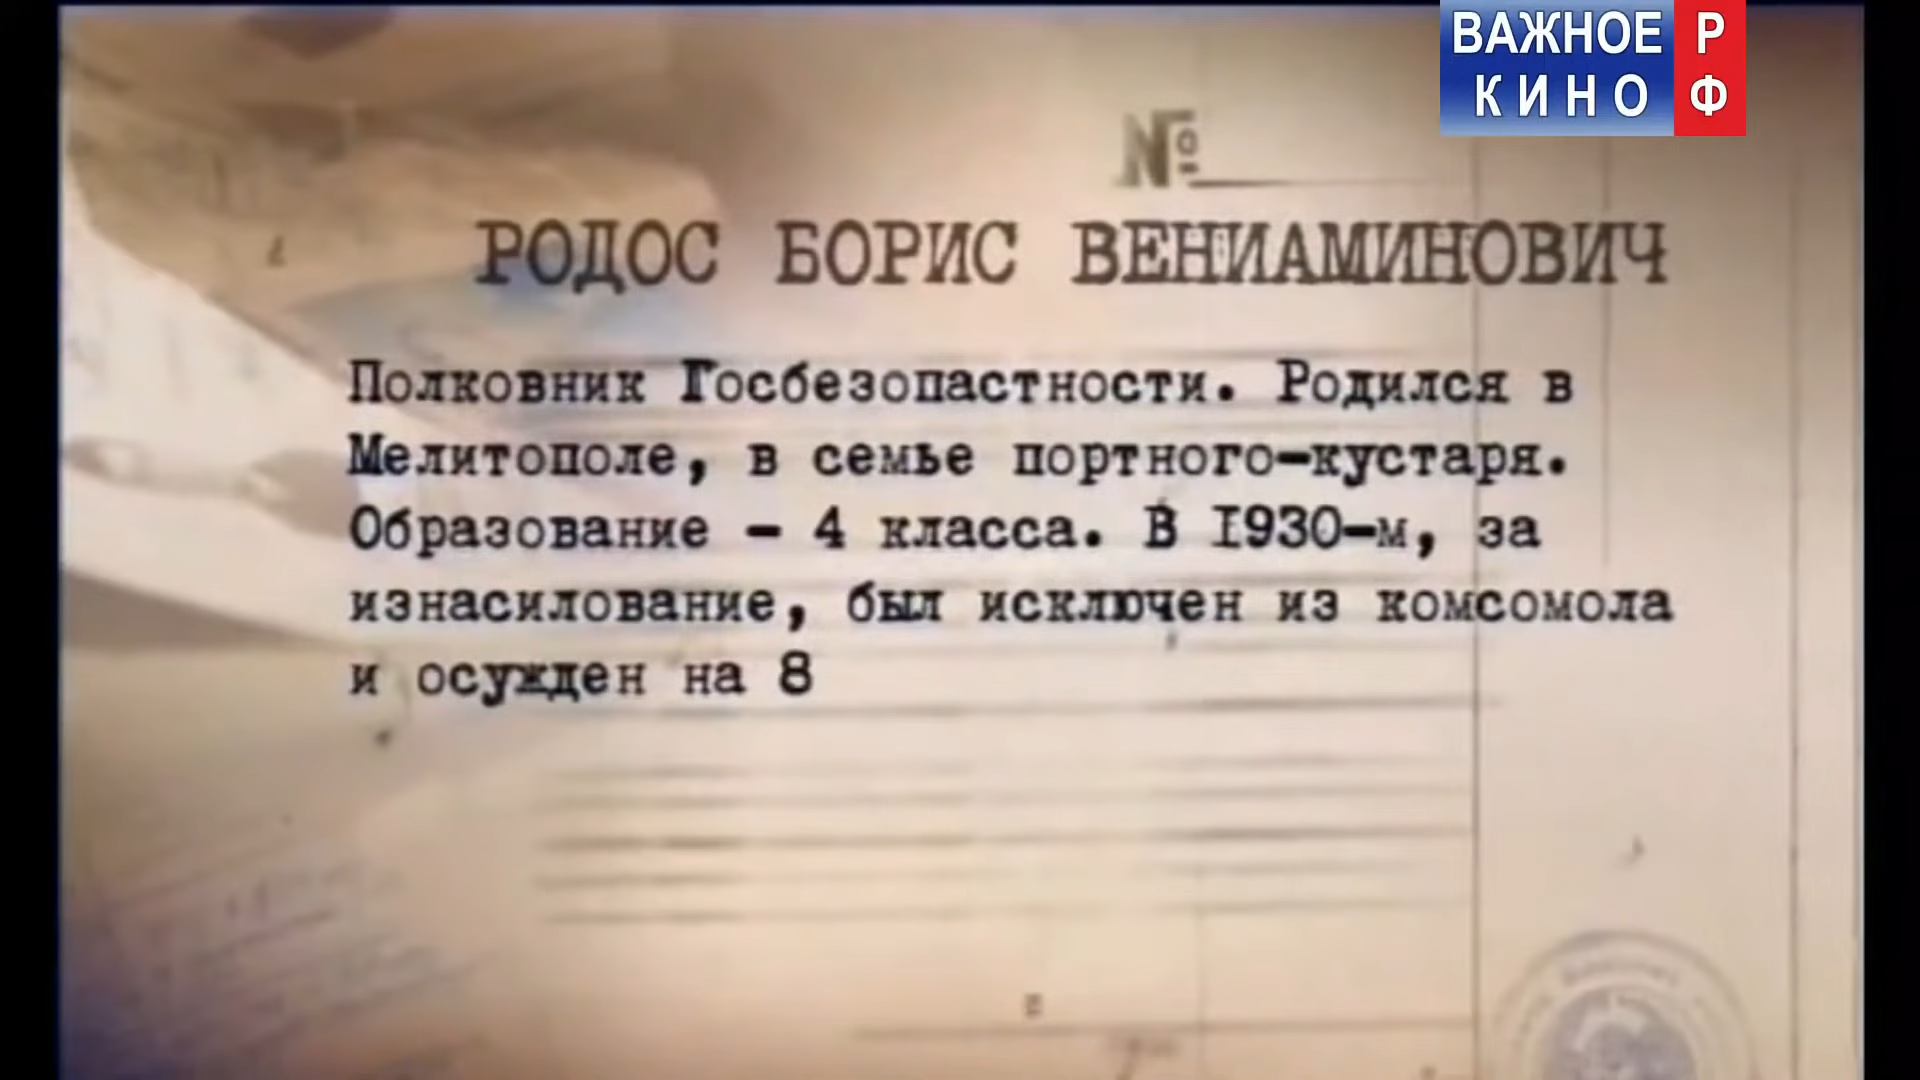 ВАЖНОЕ Р
КИНО Ф
№
РОДОС БОРИС ВЕНИАМИНОВИЧ
Полковник Госбезопастности. Родился в
Мелитополе, в семье портного-кустаря.
Образование - 4 класса. В 1930-м, за
изнасилование, был исключен из комсомола
и осужден на 8